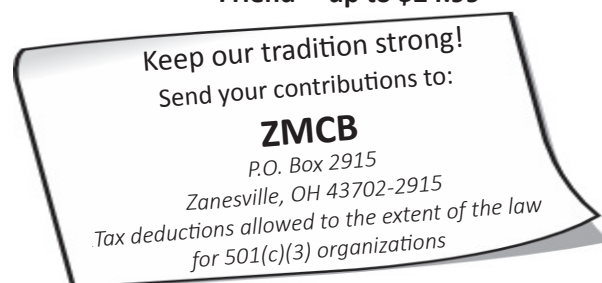 Keep our tradition strong!
Send your contributions to:
ZMCB
P.O. Box 2915
Zanesville, OH 43702-2915
Tax deductions allowed to the extent of the law
for 501(c)(3) organizations